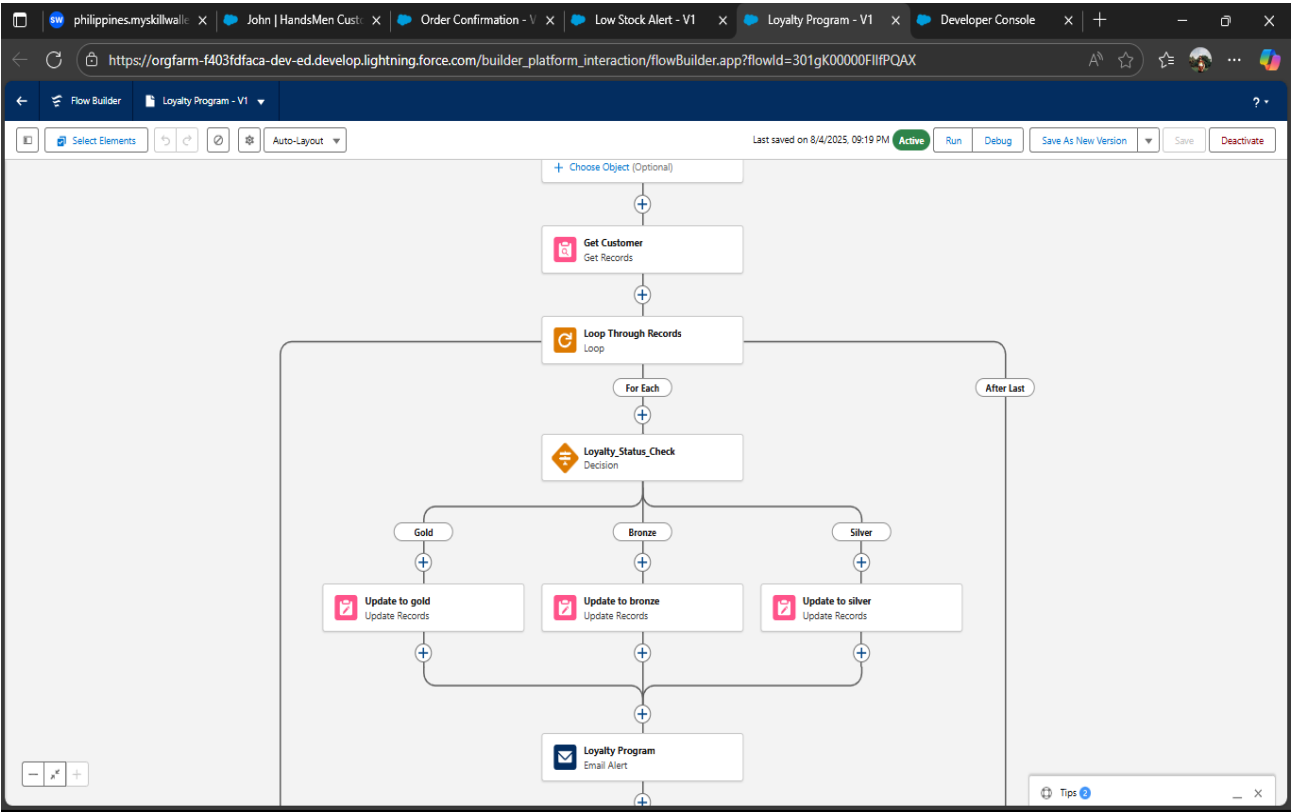 philippines.myskillwalle
John | HandsMen Custo
Order Confirmation - V
Low Stock Alert - V1
Loyalty Program - V1
Developer Console
https://orgfarm-f403fdfaca-dev-ed.develop.lightning.force.com/builder_platform_interaction/flowBuilder.app?flowId=301gK00000FIlfPQAX
Flow Builder
Loyalty Program - V1
?
Select Elements
Auto-Layout
Last saved on 8/4/2025, 09:19 PM
Active
Run
Debug
Save As New Version
Save
Deactivate
+ Choose Object (Optional)
Get Customer
Get Records
Loop Through Records
Loop
For Each
After Last
Loyalty_Status_Check
Decision
Gold
Bronze
Silver
Update to gold
Update Records
Update to bronze
Update Records
Update to silver
Update Records
Loyalty Program
Email Alert
Tips 2